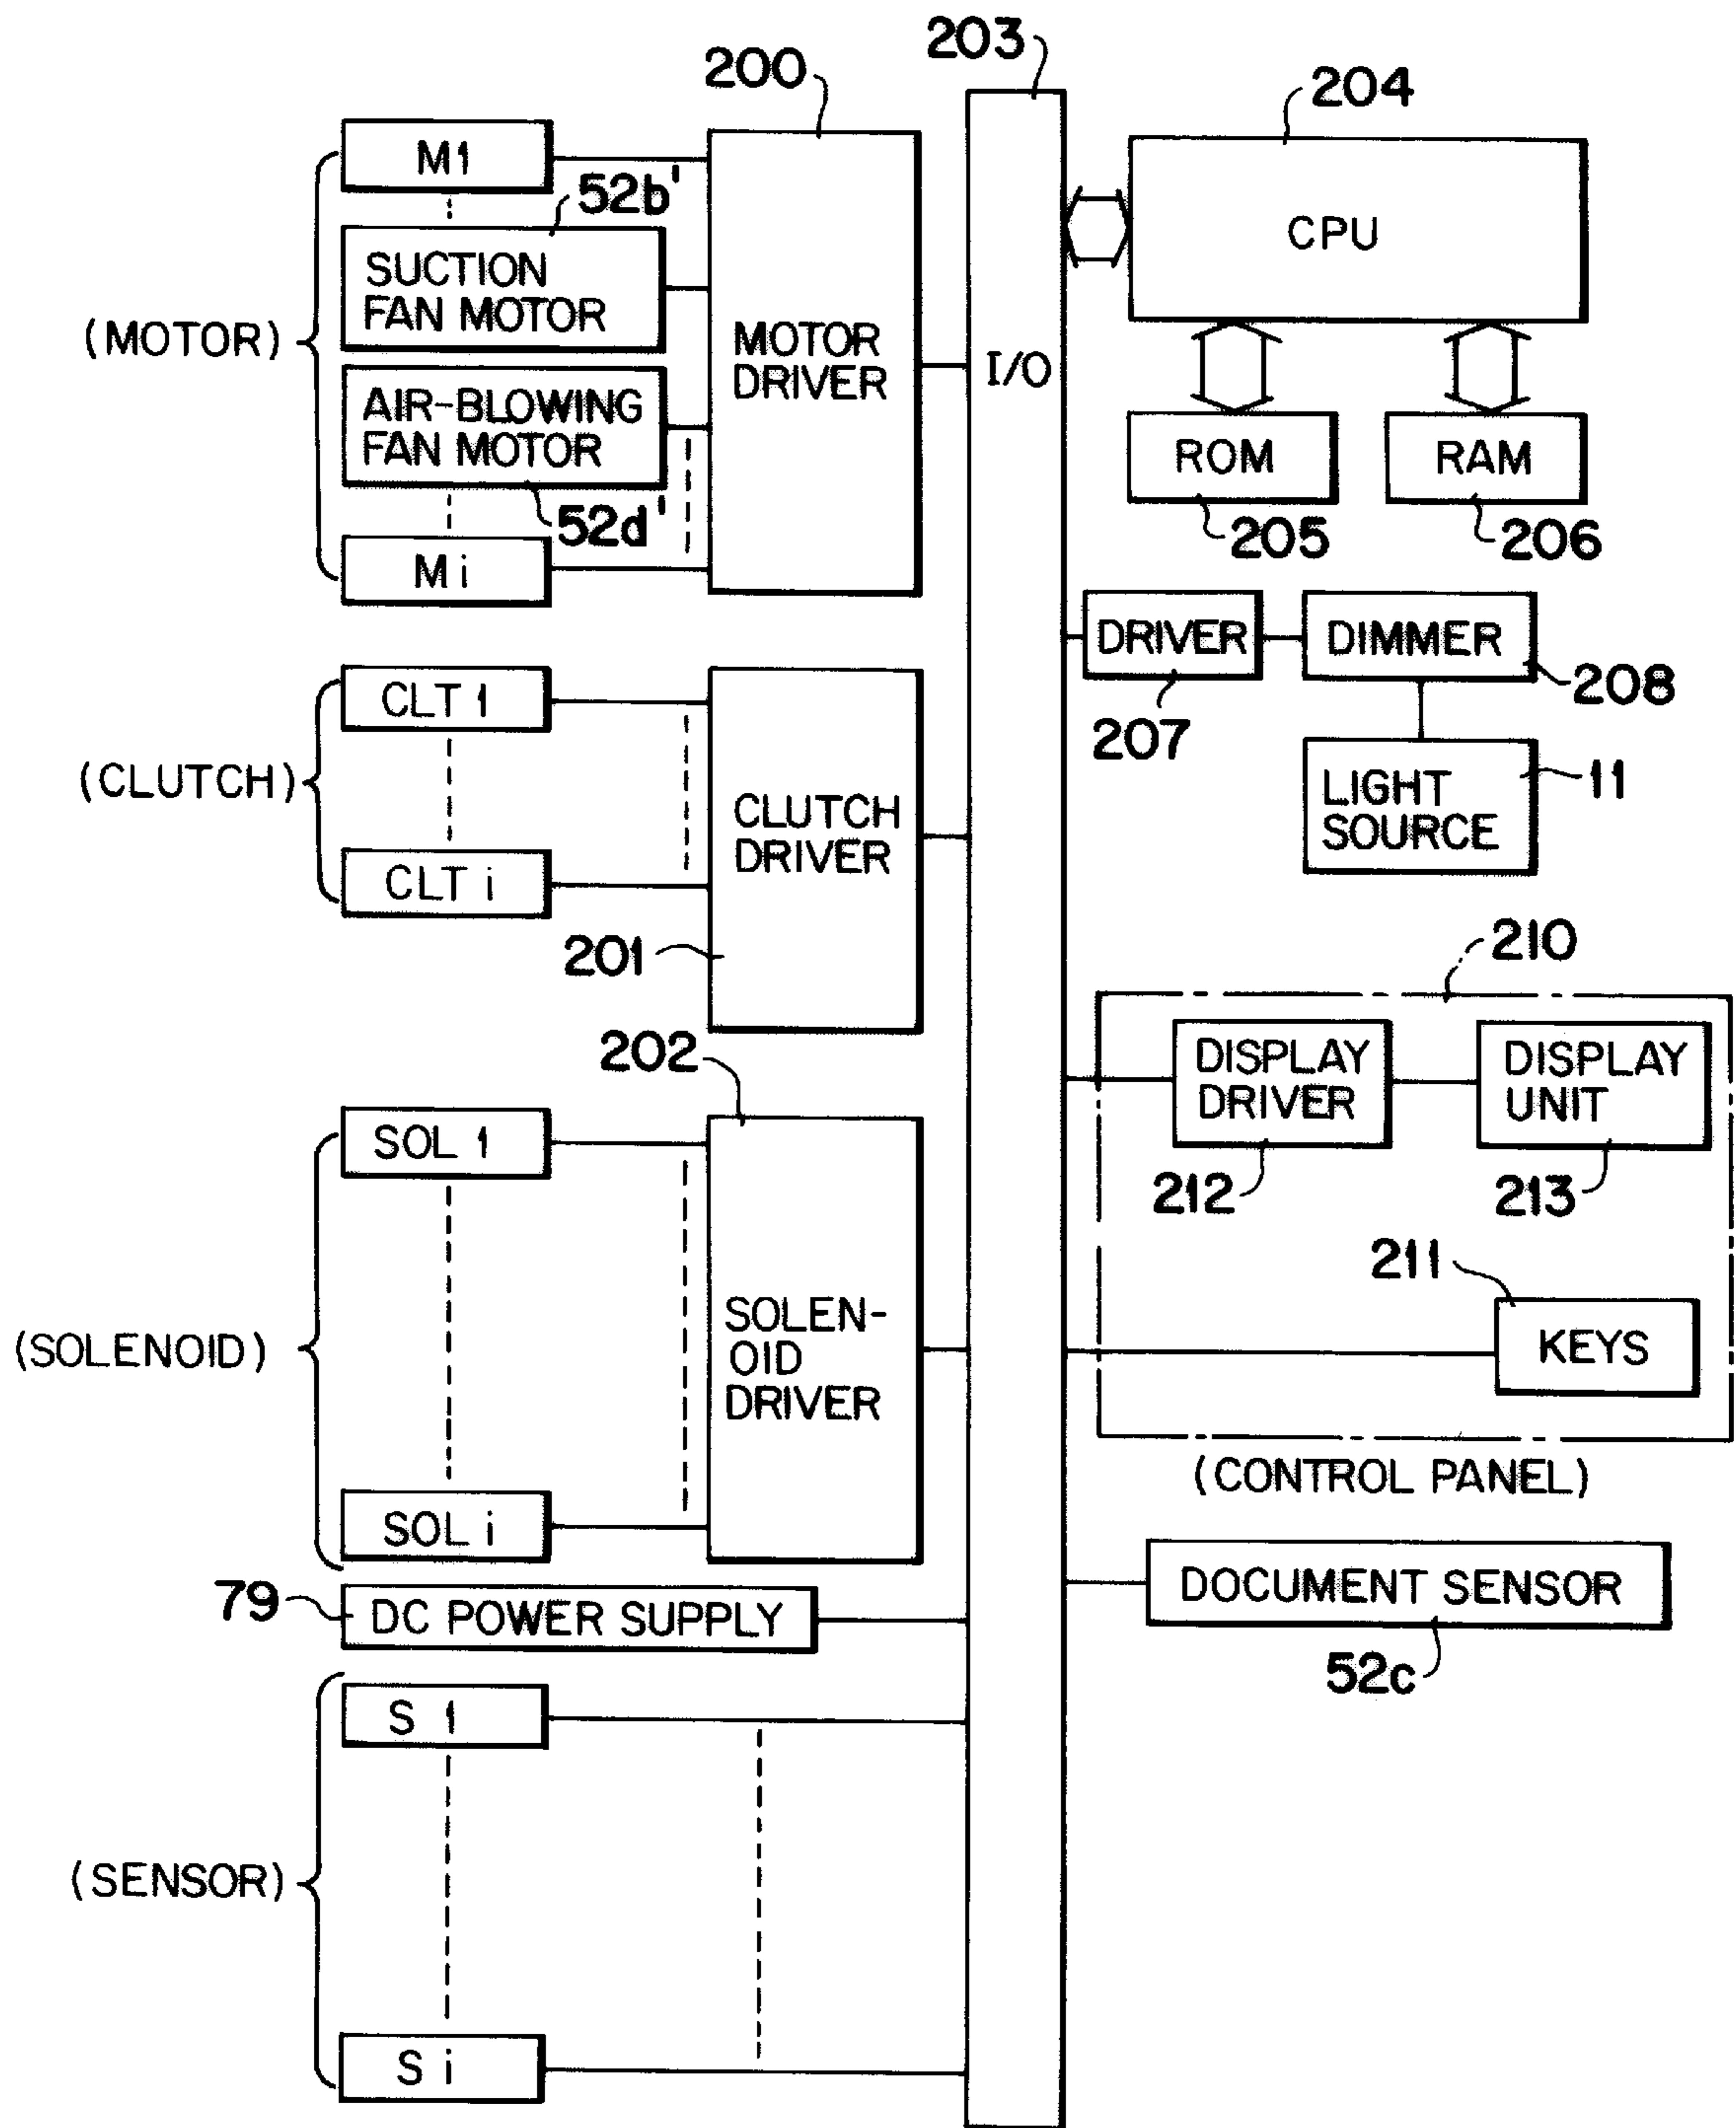 203
200
204
M1
52b'
CPU
SUCTION
FAN MOTOR
(MOTOR)
MOTOR
DRIVER
I/O
AIR-BLOWING
FAN MOTOR
ROM
RAM
52d'
205
206
Mi
DRIVER
DIMMER
208
207
CLT 1
(CLUTCH)
CLUTCH
DRIVER
LIGHT
SOURCE
11
CLT i
201
210
202
DISPLAY
DRIVER
DISPLAY
UNIT
SOL 1
212
213
211
(SOLENOID)
SOLEN-
OID
DRIVER
KEYS
(CONTROL PANEL)
SOL i
79
DC POWER SUPPLY
DOCUMENT SENSOR
52c
S 1
(SENSOR)
S i